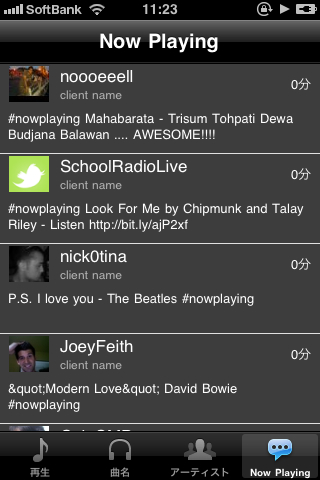 SoftBank 11:23
Now Playing
noooeeell 0分
client name
#nowplaying Mahabarata - Trisum Tohpati Dewa
Budjana Balawan .... AWESOME!!!!
SchoolRadioLive 0分
client name
#nowplaying Look For Me by Chipmunk and Talay
Riley - Listen http://bit.ly/ajP2xf
nick0tina 0分
client name
P.S. I love you - The Beatles #nowplaying
JoeyFeith 0分
client name
&quot;Modern Love&quot; David Bowie
#nowplaying
再生 曲名 アーティスト Now Playing